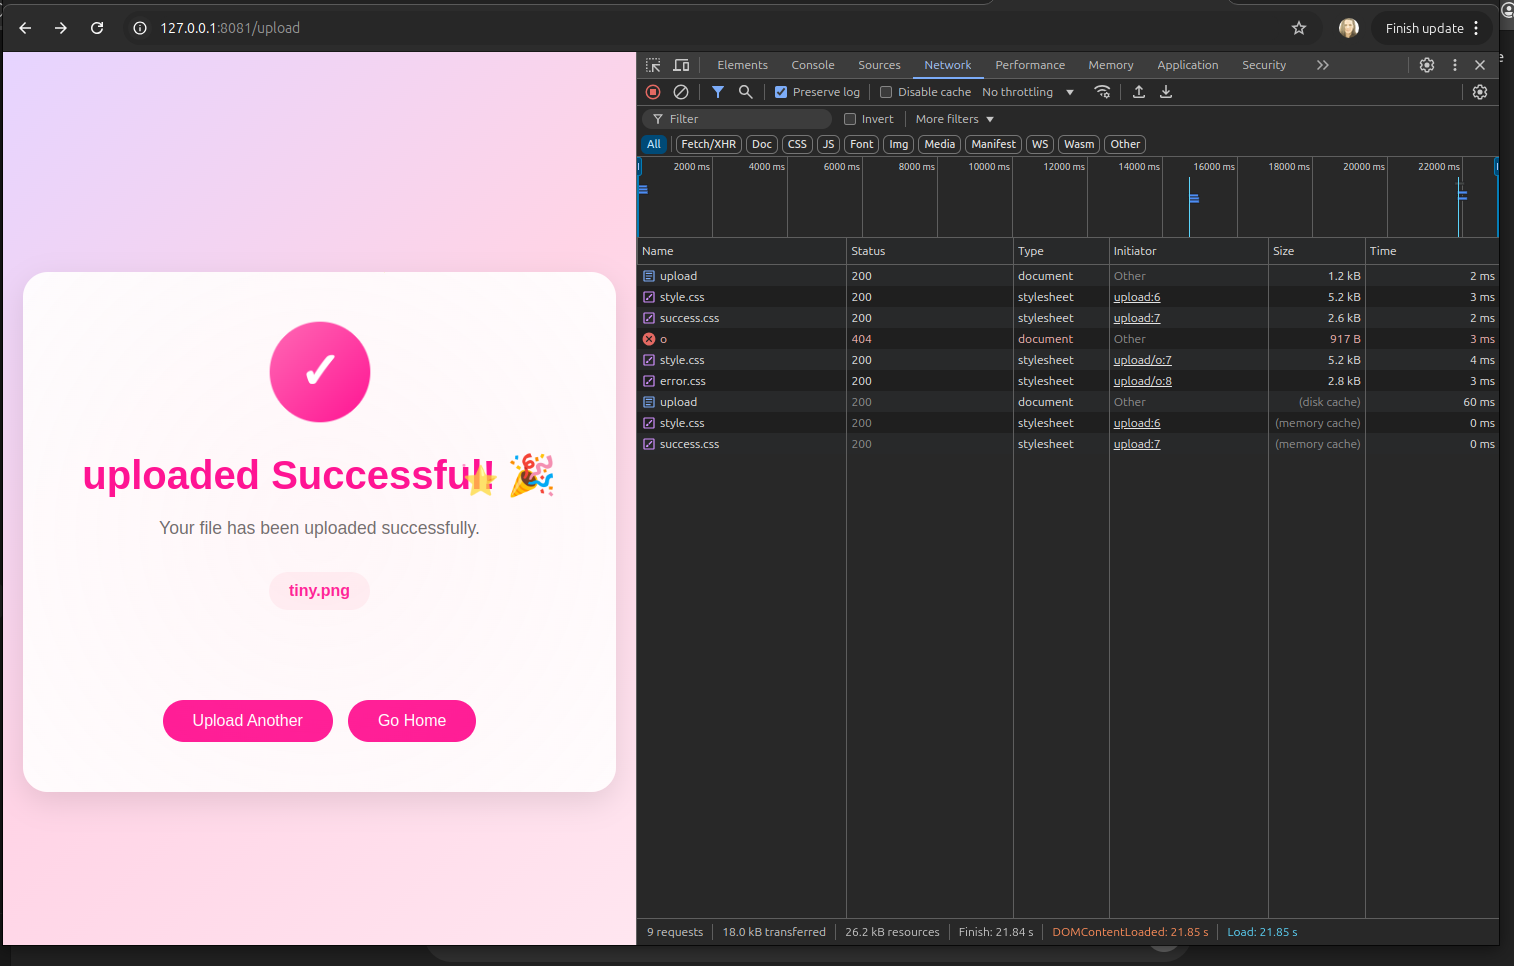 127.0.0.1:8081/upload
Finish update
Elements Console Sources Network Performance Memory Application Security
Preserve log Disable cache No throttling
Filter Invert More filters
All Fetch/XHR Doc CSS JS Font Img Media Manifest WS Wasm Other
2000 ms 4000 ms 6000 ms 8000 ms 10000 ms 12000 ms 14000 ms 16000 ms 18000 ms 20000 ms 22000 ms
Name Status Type Initiator Size Time
upload 200 document Other 1.2 kB 2 ms
style.css 200 stylesheet upload:6 5.2 kB 3 ms
success.css 200 stylesheet upload:7 2.6 kB 2 ms
o 404 document Other 917 B 3 ms
style.css 200 stylesheet upload/o:7 5.2 kB 4 ms
error.css 200 stylesheet upload/o:8 2.8 kB 3 ms
upload 200 document Other (disk cache) 60 ms
style.css 200 stylesheet upload:6 (memory cache) 0 ms
success.css 200 stylesheet upload:7 (memory cache) 0 ms
9 requests 18.0 kB transferred 26.2 kB resources Finish: 21.84 s DOMContentLoaded: 21.85 s Load: 21.85 s
uploaded Successful! 🎉
Your file has been uploaded successfully.
tiny.png
Upload Another Go Home